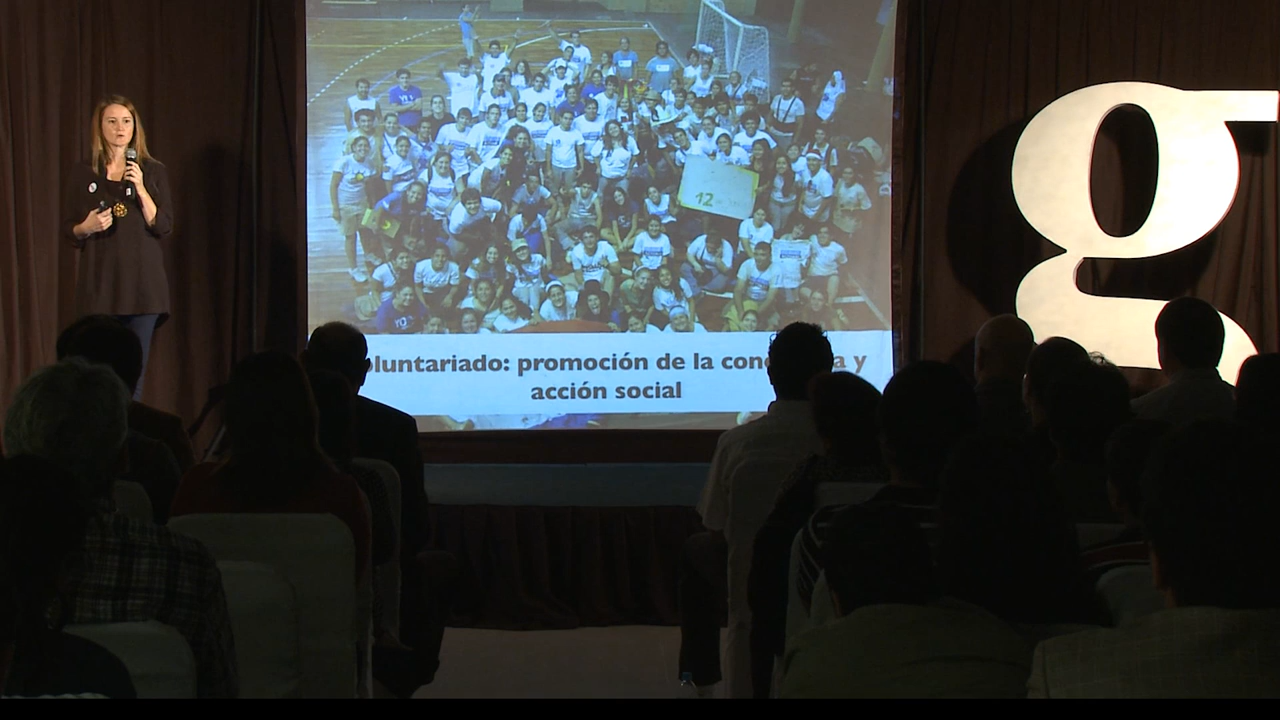 oluntariado: promoción de la con a y
acción social
12
g